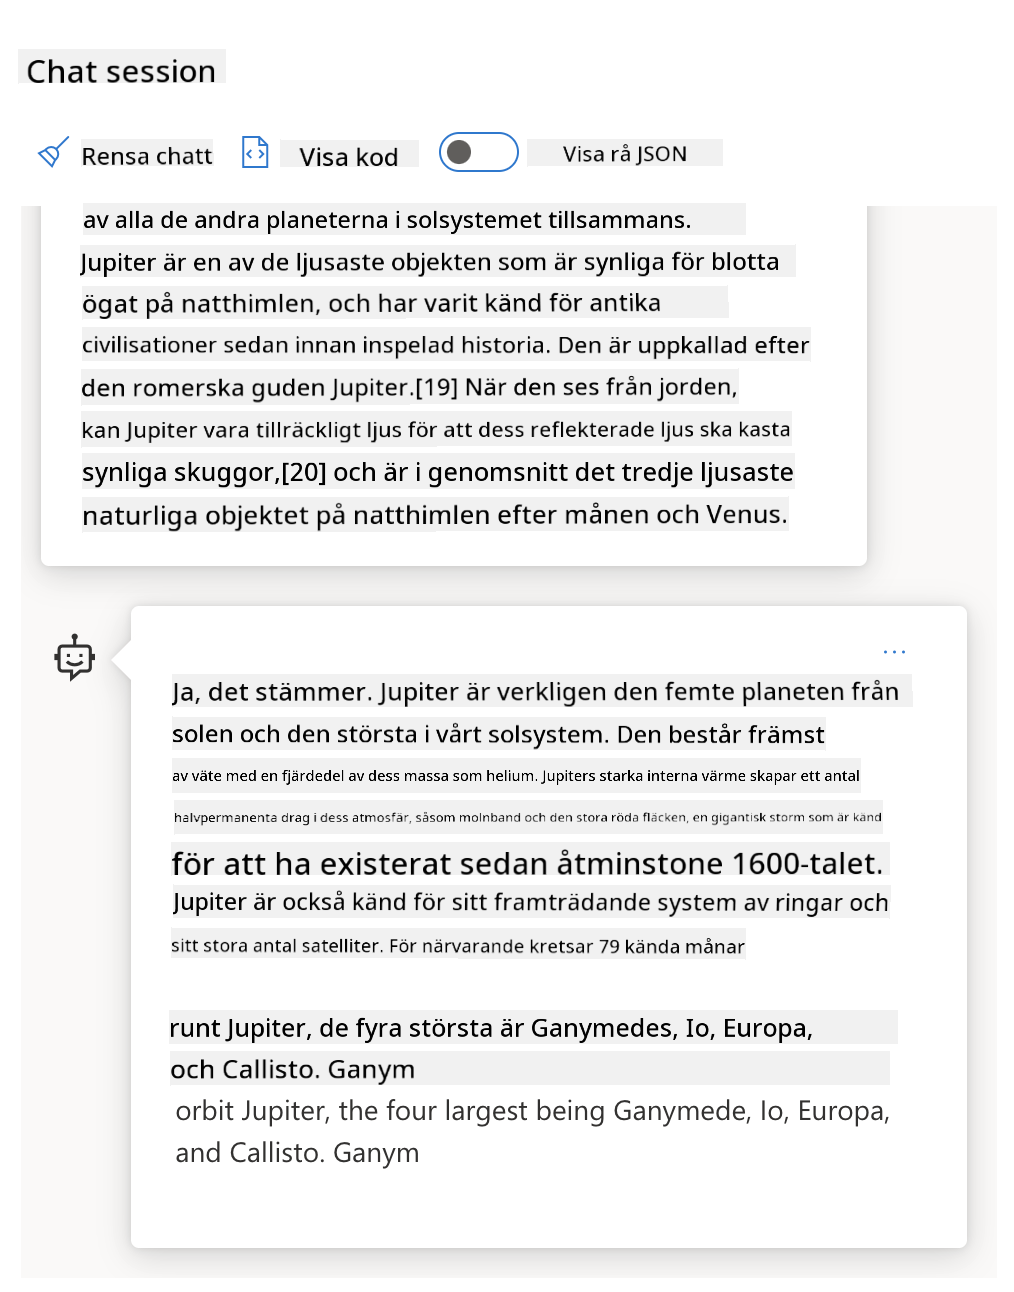 Chat session
Rensa chatt Visa kod Visa rå JSON
av alla de andra planeterna i solsystemet tillsammans.
Jupiter är en av de ljusaste objekten som är synliga för blotta
ögat på natthimlen, och har varit känd för antika
civilisationer sedan innan inspelad historia. Den är uppkallad efter
den romerska guden Jupiter.[19] När den ses från jorden,
kan Jupiter vara tillräckligt ljus för att dess reflekterade ljus ska kasta
synliga skuggor,[20] och är i genomsnitt det tredje ljusaste
naturliga objektet på natthimlen efter månen och Venus.
...
Ja, det stämmer. Jupiter är verkligen den femte planeten från
solen och den största i vårt solsystem. Den består främst
av väte med en fjärdedel av dess massa som helium. Jupiters starka interna värme skapar ett antal
halvpermanenta drag i dess atmosfär, såsom molnband och den stora röda fläcken, en gigantisk storm som är känd
för att ha existerat sedan åtminstone 1600-talet.
Jupiter är också känd för sitt framträdande system av ringar och
sitt stora antal satelliter. För närvarande kretsar 79 kända månar
runt Jupiter, de fyra största är Ganymedes, Io, Europa,
och Callisto. Ganym
orbit Jupiter, the four largest being Ganymede, Io, Europa,
and Callisto. Ganym